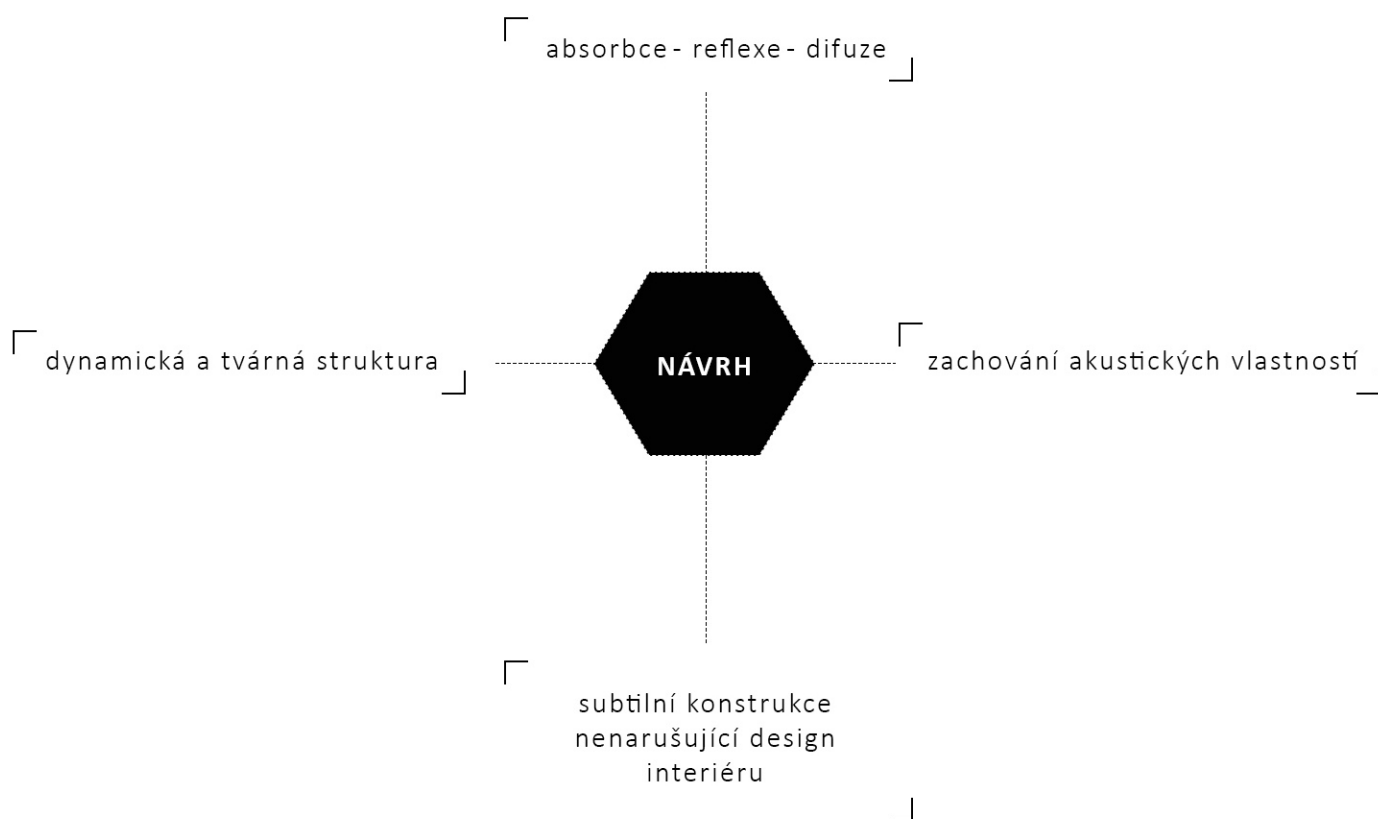 absorbce - reflexe - difuze
dynamická a tvárná struktura
NÁVRH
zachování akustických vlastností
subtilní konstrukce
nenarušující design
interiéru